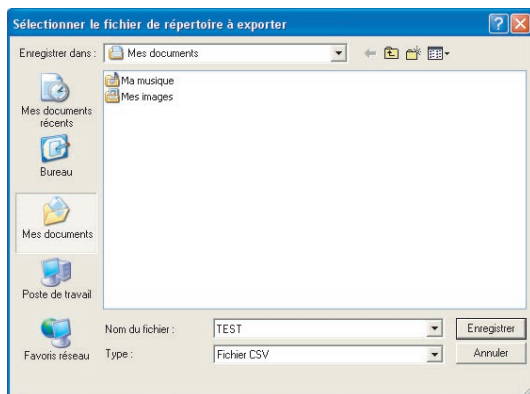 Sélectionner le fichier de répertoire à exporter
Enregistrer dans :
Mes documents
Mes documents
récents
Bureau
Mes documents
Poste de travail
Favoris réseau
Ma musique
Mes images
Nom du fichier :
TEST
Enregistrer
Type :
Fichier CSV
Annuler